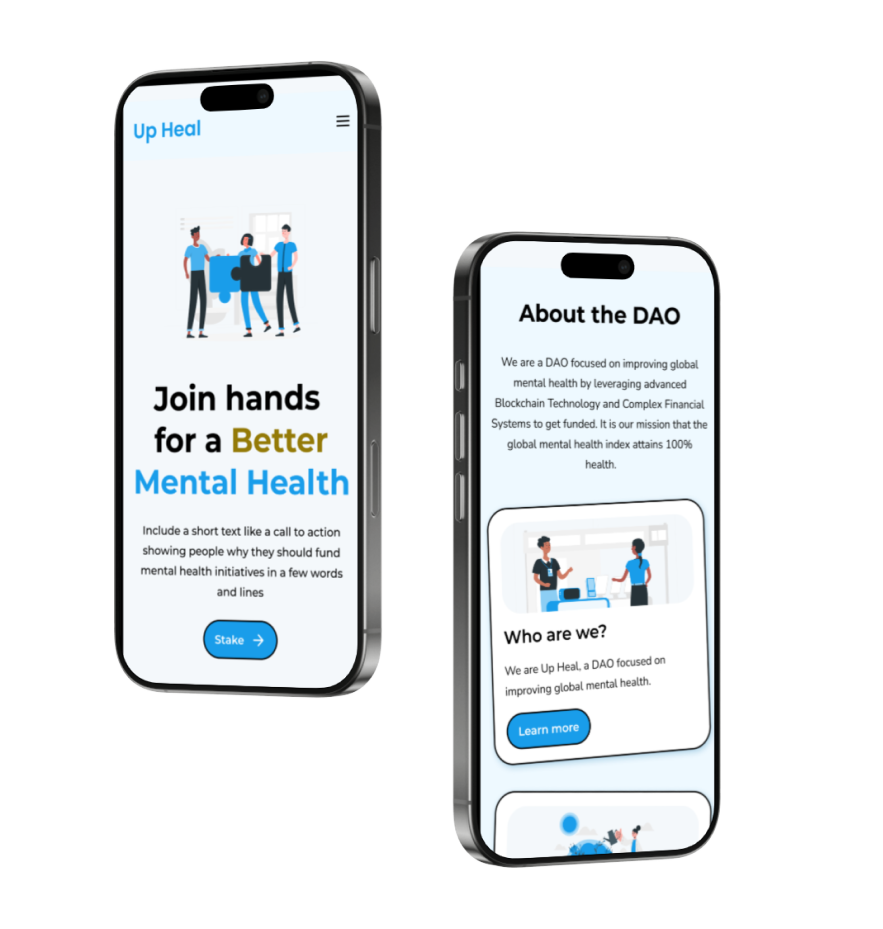 Up Heal
Join hands
for a Better
Mental Health
Include a short text like a call to action
showing people why they should fund
mental health initiatives in a few words
and lines
Stake
About the DAO
We are a DAO focused on improving global
mental health by leveraging advanced
Blockchain Technology and Complex Financial
Systems to get funded. It is our mission that the
global mental health index attains 100%
health.
Who are we?
We are Up Heal, a DAO focused on
improving global mental health.
Learn more